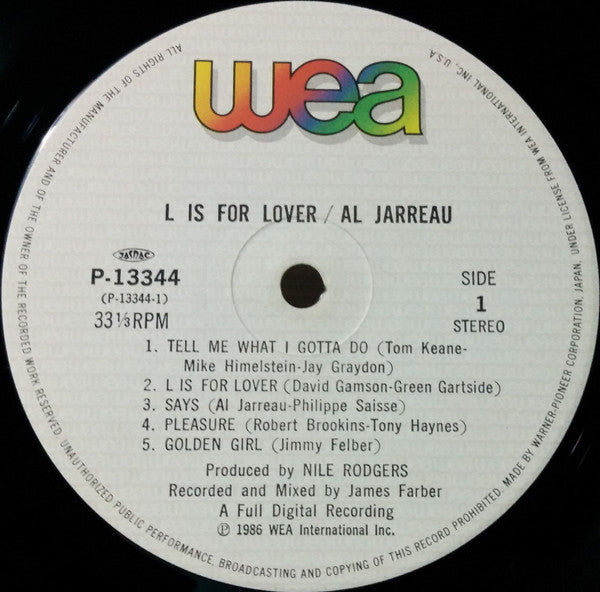 wea
L IS FOR LOVER / AL JARREAU
JASRAC
P-13344
(P-13344-1)
33⅓RPM
SIDE
1
STEREO
1. TELL ME WHAT I GOTTA DO (Tom Keane-
Mike Himelstein-Jay Graydon)
2. L IS FOR LOVER (David Gamson-Green Gartside)
3. SAYS (Al Jarreau-Philippe Saisse)
4. PLEASURE (Robert Brookins-Tony Haynes)
5. GOLDEN GIRL (Jimmy Felber)
Produced by NILE RODGERS
Recorded and Mixed by James Farber
A Full Digital Recording
℗ 1986 WEA International Inc.
ALL RIGHTS OF THE MANUFACTURER AND OF THE OWNER OF THE RECORDED WORK RESERVED. UNAUTHORIZED PUBLIC PERFORMANCE, BROADCASTING AND COPYING OF THIS RECORD PROHIBITED. MADE BY WARNER-PIONEER CORPORATION, JAPAN, UNDER LICENSE FROM WEA INTERNATIONAL INC., U.S.A.